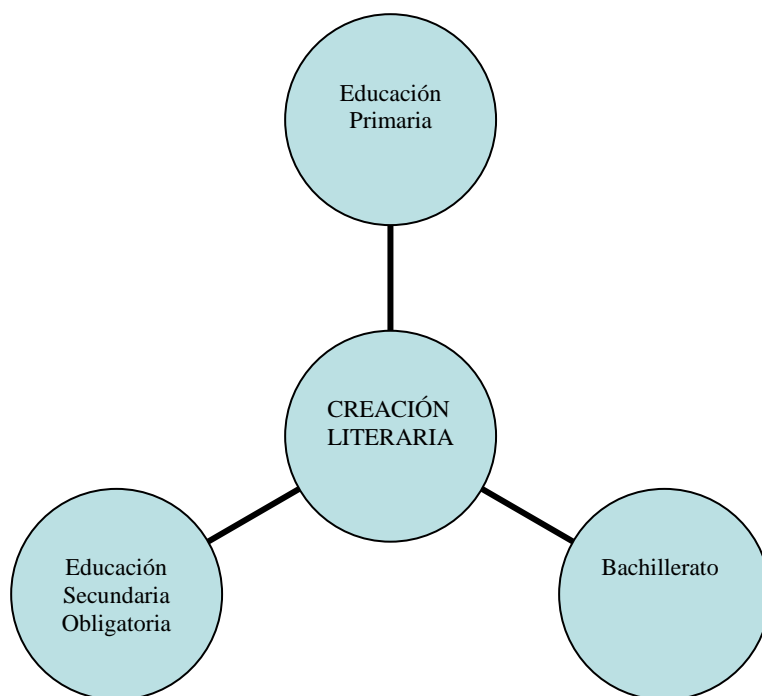 Educación
Primaria
CREACIÓN
LITERARIA
Educación
Secundaria
Obligatoria
Bachillerato